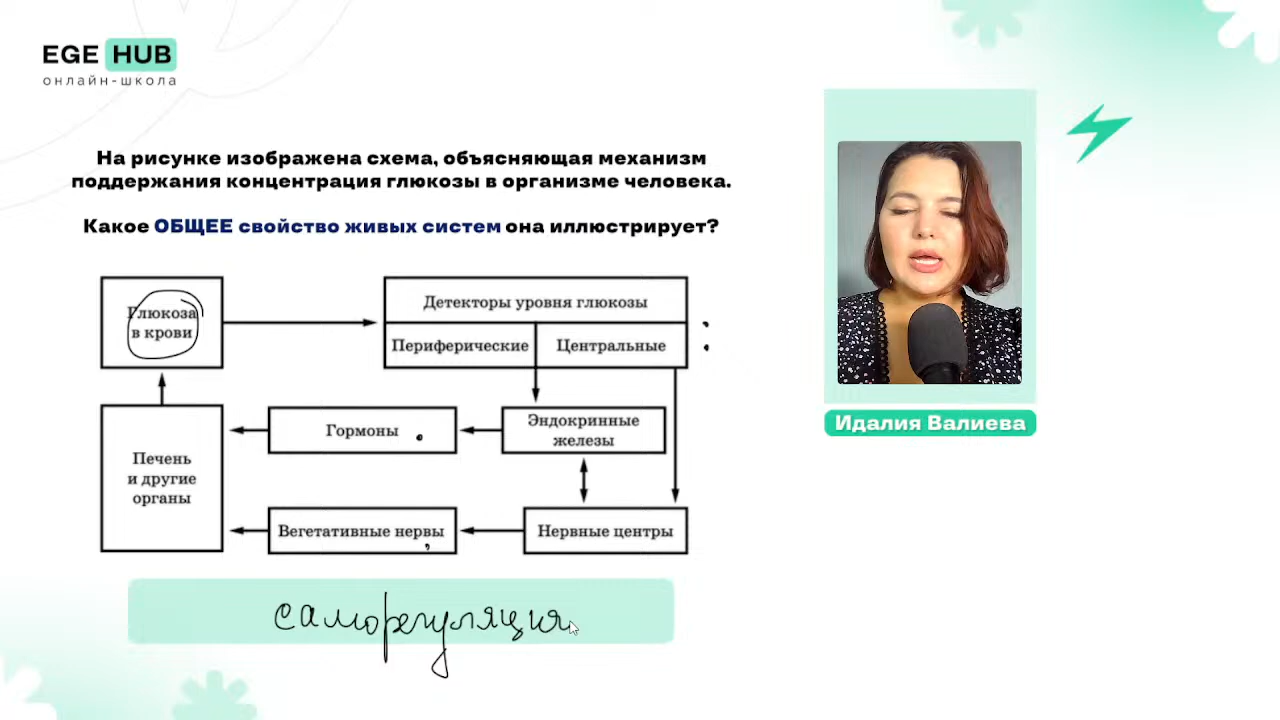 EGE HUB
онлайн-школа
На рисунке изображена схема, объясняющая механизм
поддержания концентрация глюкозы в организме человека.
Какое ОБЩЕЕ свойство живых систем она иллюстрирует?
Глюкоза
в крови
Детекторы уровня глюкозы
Периферические
Центральные
Гормоны
Эндокринные
железы
Печень
и другие
органы
Вегетативные нервы
Нервные центры
саморегуляция
Идалия Валиева